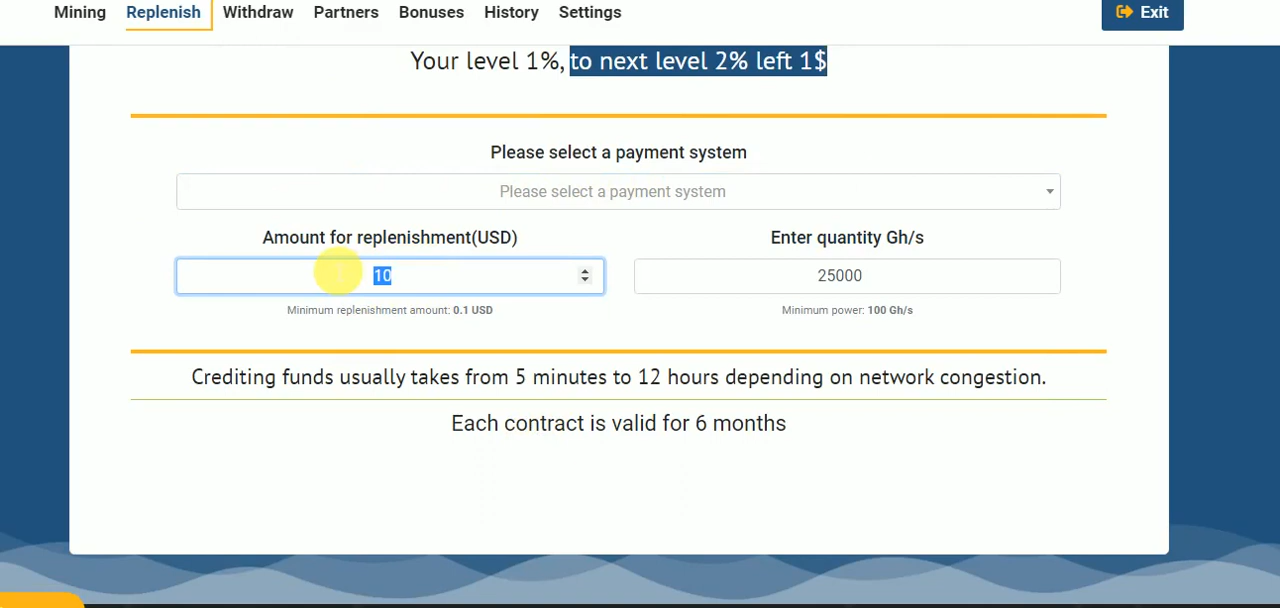 Mining Replenish Withdraw Partners Bonuses History Settings Exit
Your level 1%, to next level 2% left 1$
Please select a payment system
Please select a payment system
Amount for replenishment(USD) Enter quantity Gh/s
10 25000
Minimum replenishment amount: 0.1 USD Minimum power: 100 Gh/s
Crediting funds usually takes from 5 minutes to 12 hours depending on network congestion.
Each contract is valid for 6 months